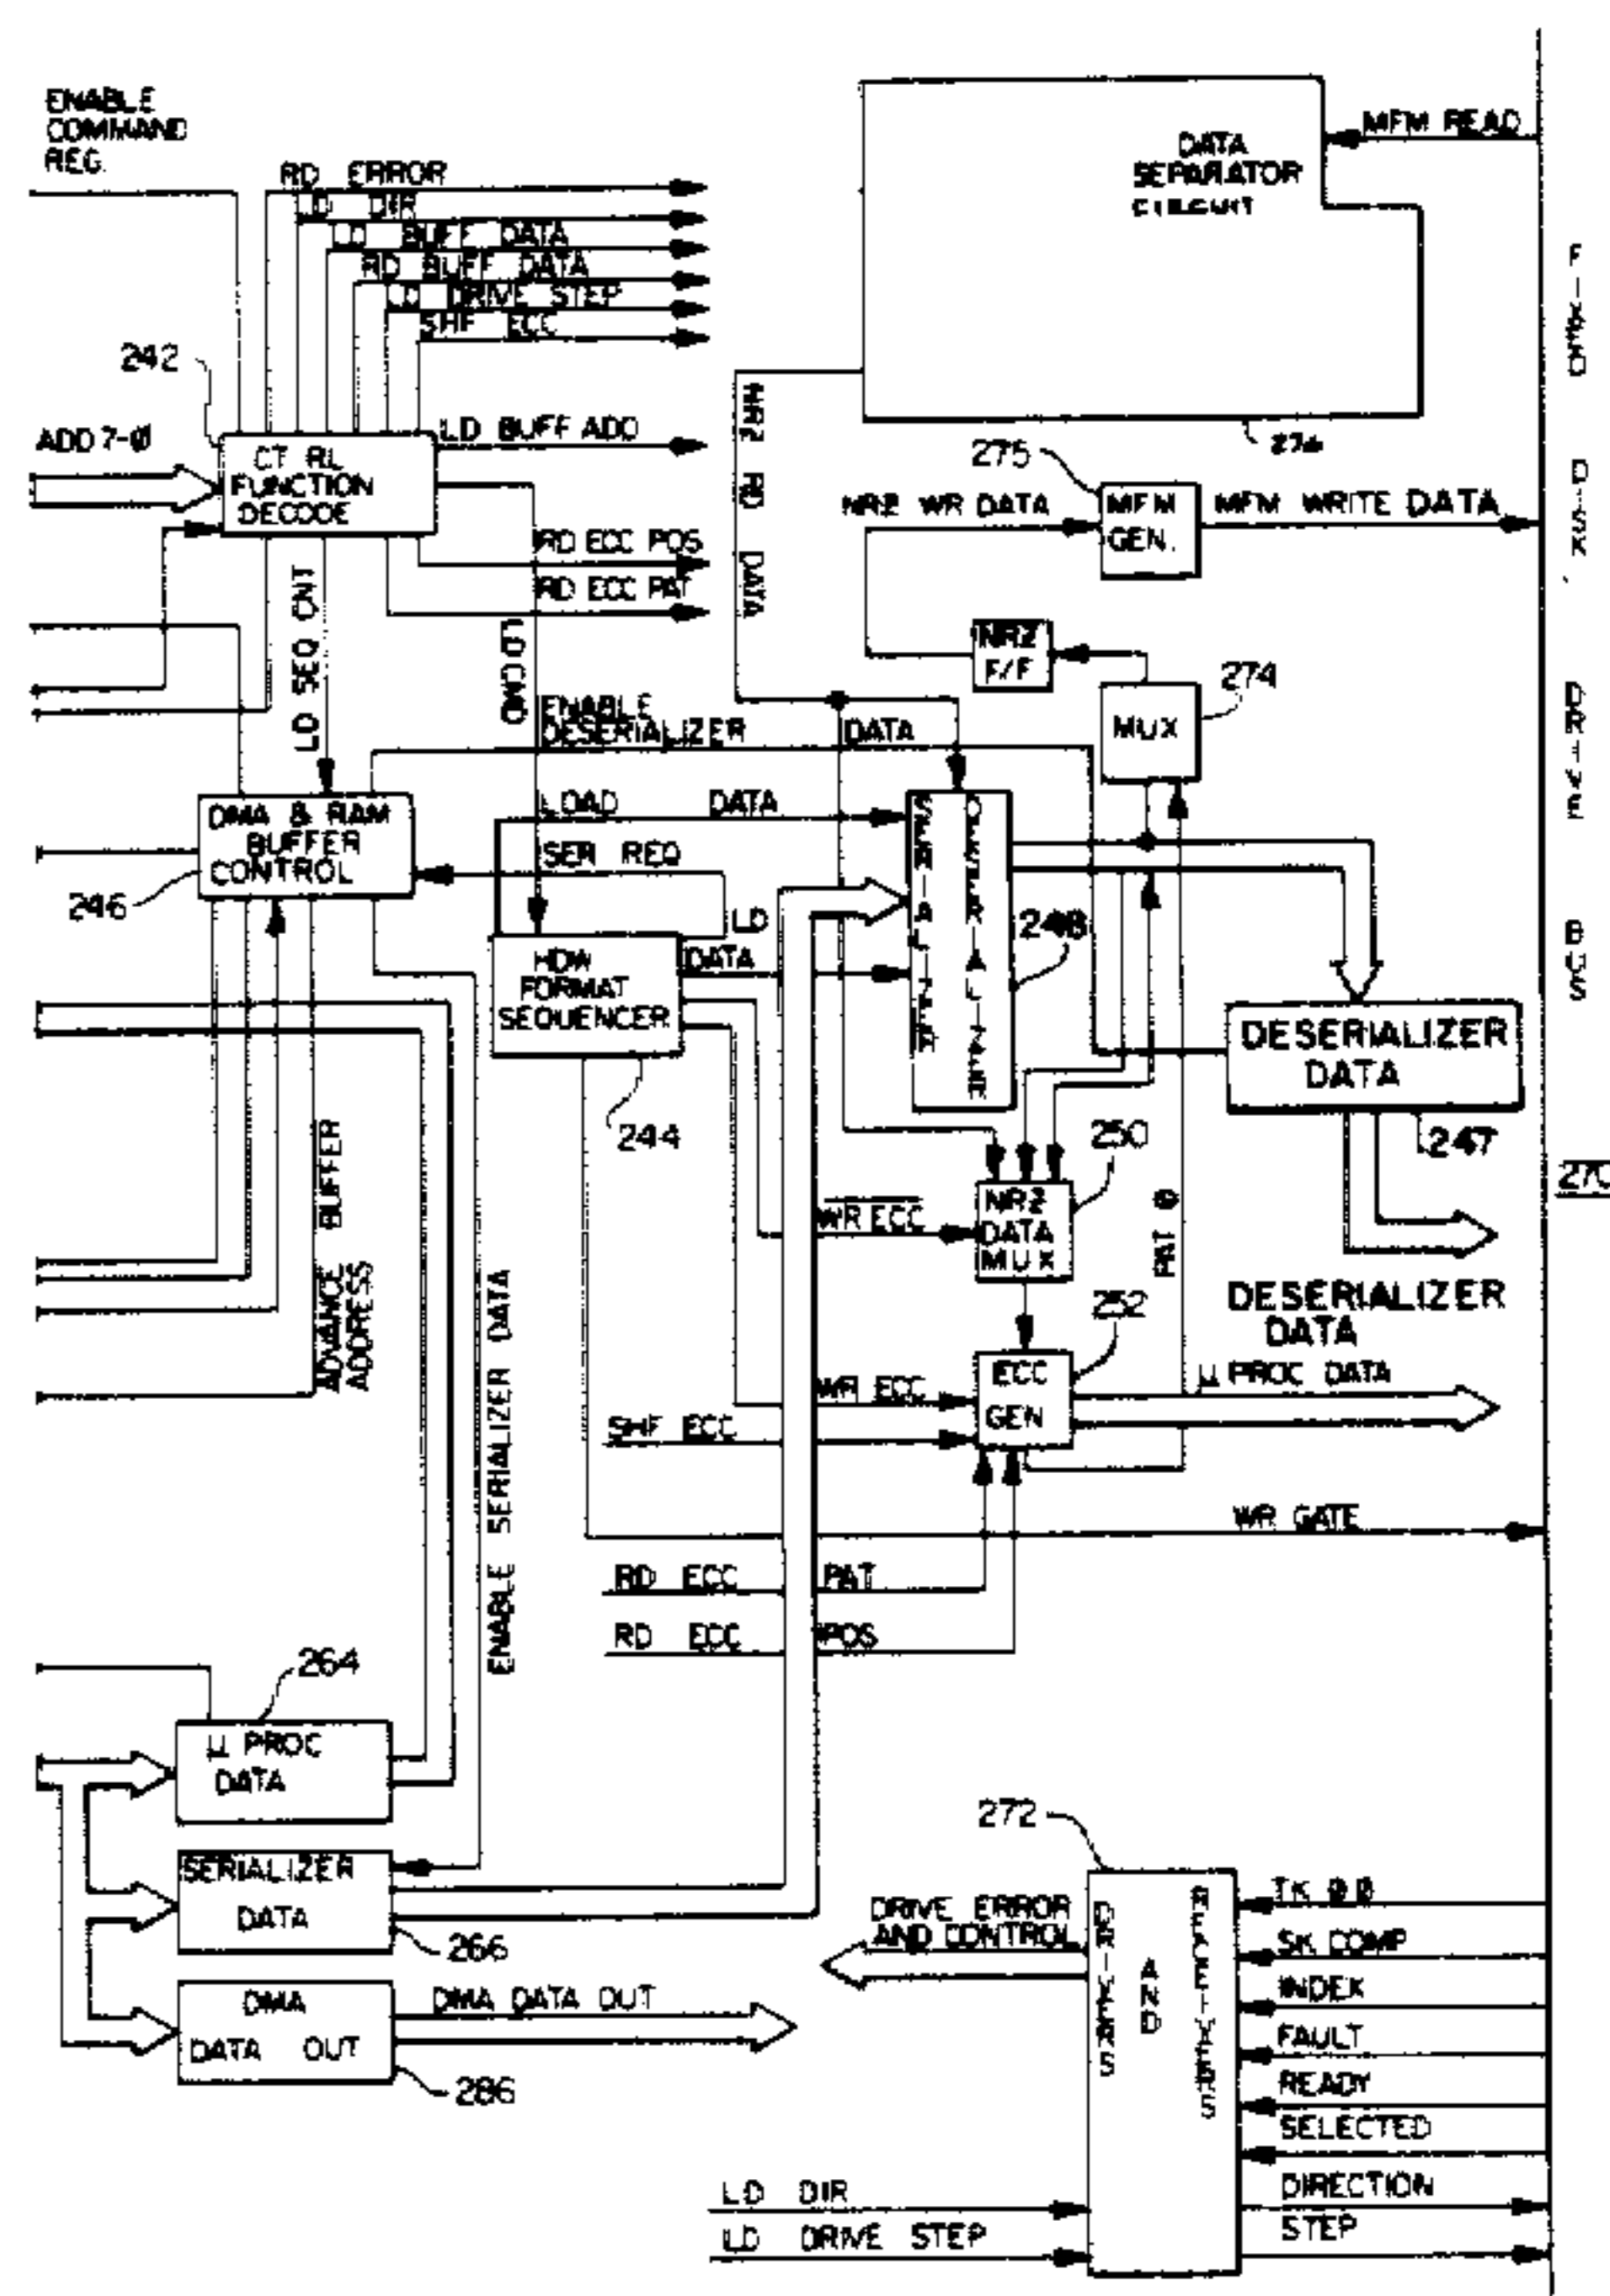 ENABLE
COMMAND
REG.
RD ERROR
LD DIR
LD BUFF DATA
RD BUFF DATA
LD DRIVE STEP
SHF ECC
242
ADD 7-0
CT RL
FUNCTION
DECODE
LD BUFF ADD
RD ECC POS
RD ECC PAT
LD SEQ CNT
LD CMD
NRZ RD DATA
DATA
SEPARATOR
CIRCUIT
MFM READ
275
NRZ WR DATA
MFM
GEN.
MFM WRITE DATA
NRZ
F/F
274
MUX
FIXED DISK DRIVE BUS
270
ENABLE
DESERIALIZER DATA
DMA & RAM
BUFFER
CONTROL
246
LOAD DATA
SER REQ
LD
DATA
HDW
FORMAT
SEQUENCER
244
SERIALIZER
DESERIALIZER
248
DESERIALIZER
DATA
247
250
NRZ
DATA
MUX
WR ECC
PAT 0
252
ECC
GEN
WR ECC
SHF ECC
DESERIALIZER
DATA
μ PROC DATA
WR GATE
RD ECC PAT
RD ECC POS
ADVANCE BUFFER
ADDRESS
ENABLE SERIALIZER DATA
264
μ PROC
DATA
SERIALIZER
DATA
266
DMA
DATA OUT
286
DMA DATA OUT
272
DRIVE ERROR
AND CONTROL
DRIVERS
AND
RECEIVERS
TK 00
SK COMP
INDEX
FAULT
READY
SELECTED
DIRECTION
STEP
LD DIR
LD DRIVE STEP